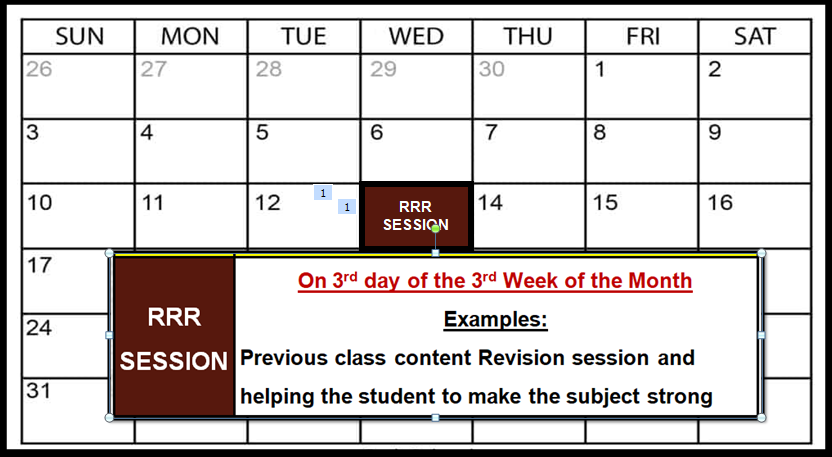 SUN MON TUE WED THU FRI SAT
26 27 28 29 30 1 2
3 4 5 6 7 8 9
10 11 12 1 1 RRR SESSION 14 15 16
17
24
31
RRR
SESSION
On 3rd day of the 3rd Week of the Month
Examples:
Previous class content Revision session and
helping the student to make the subject strong